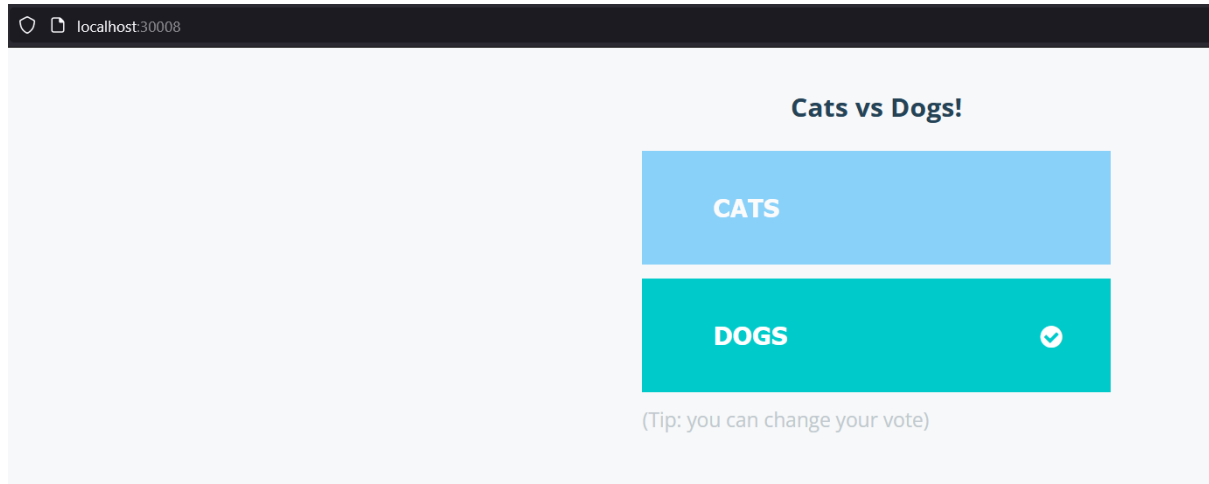 localhost:30008
Cats vs Dogs!
CATS
DOGS
(Tip: you can change your vote)